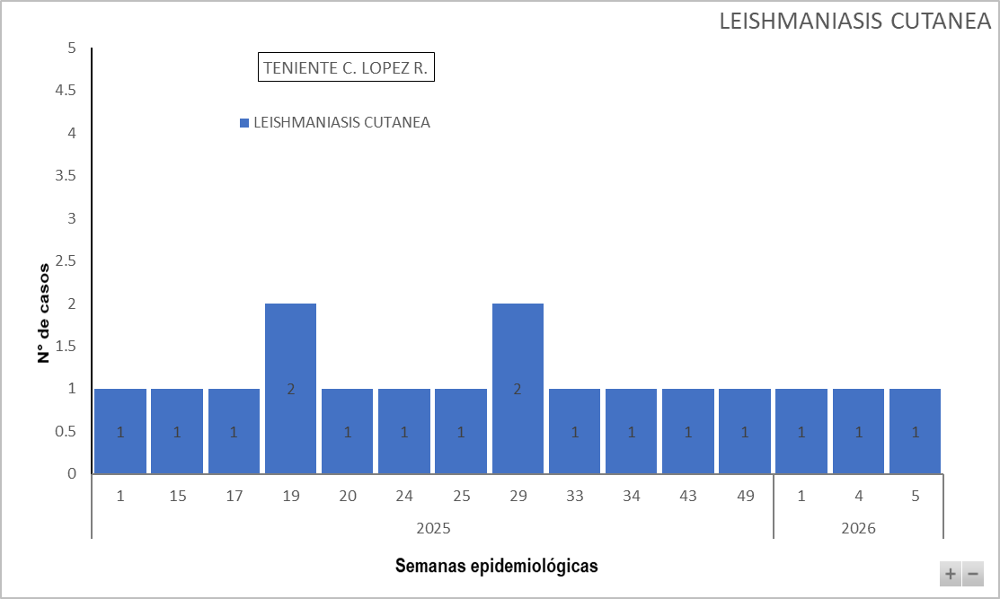 LEISHMANIASIS CUTANEA
TENIENTE C. LOPEZ R.
LEISHMANIASIS CUTANEA
N° de casos
5
4.5
4
3.5
3
2.5
2
1.5
1
0.5
0
1 1 1 2 1 1 1 2 1 1 1 1 1 1 1
1 15 17 19 20 24 25 29 33 34 43 49 1 4 5
2025 2026
Semanas epidemiológicas
+ −